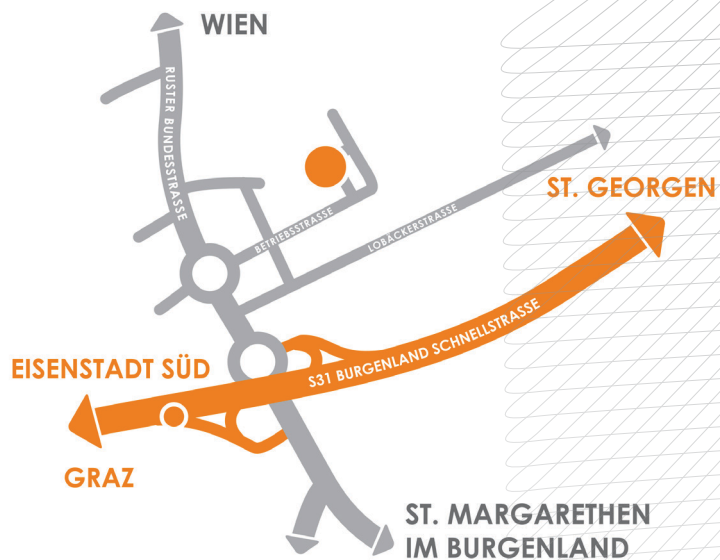 WIEN
RUSTER BUNDESSTRASSE
ST. GEORGEN
BETRIEBSSTRASSE
LOBÄCKERSTRASSE
S31 BURGENLAND SCHNELLSTRASSE
EISENSTADT SÜD
GRAZ
ST. MARGARETHEN
IM BURGENLAND